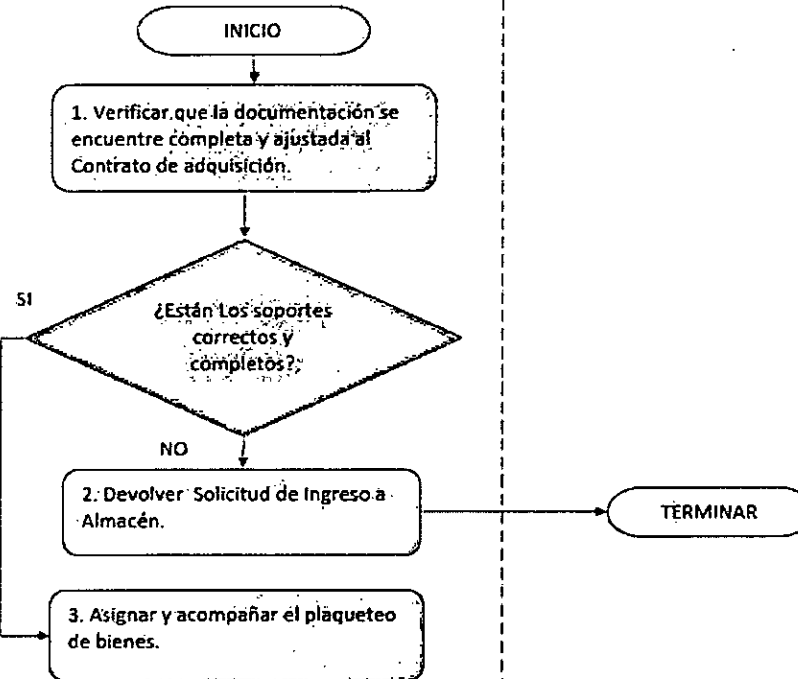 INICIO
1. Verificar que la documentación se
encuentre completa y ajustada al
Contrato de adquisición.
SI
¿Están Los soportes
correctos y
completos?
NO
2. Devolver Solicitud de Ingreso a
Almacén.
TERMINAR
3. Asignar y acompañar el plaqueteo
de bienes.